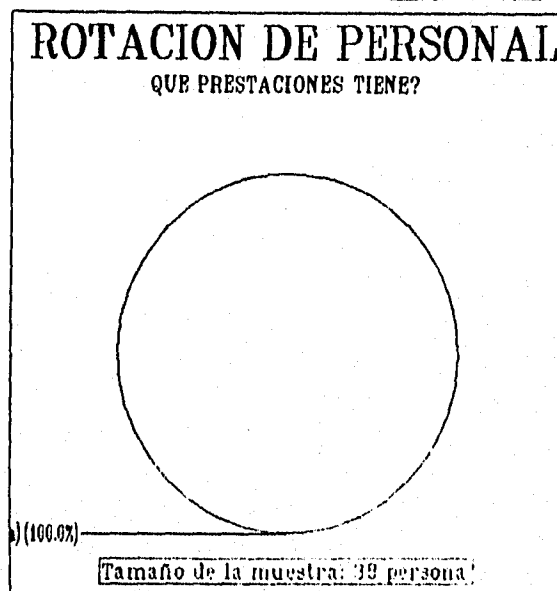 ROTACION DE PERSONAL
QUE PRESTACIONES TIENE?
a) (100.0%)
Tamaño de la muestra: 39 persona